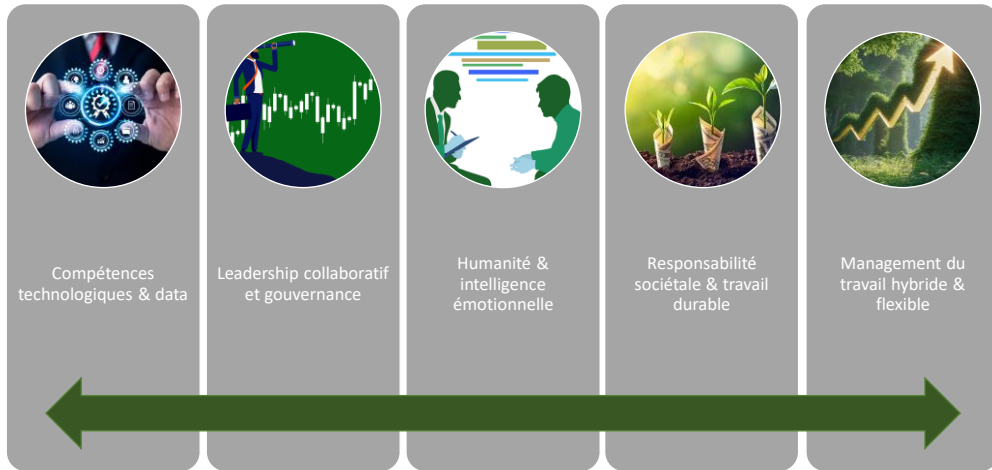 Compétences
technologiques & data
Leadership collaboratif
et gouvernance
Humanité &
intelligence
émotionnelle
Responsabilité
sociétale & travail
durable
Management du
travail hybride &
flexible